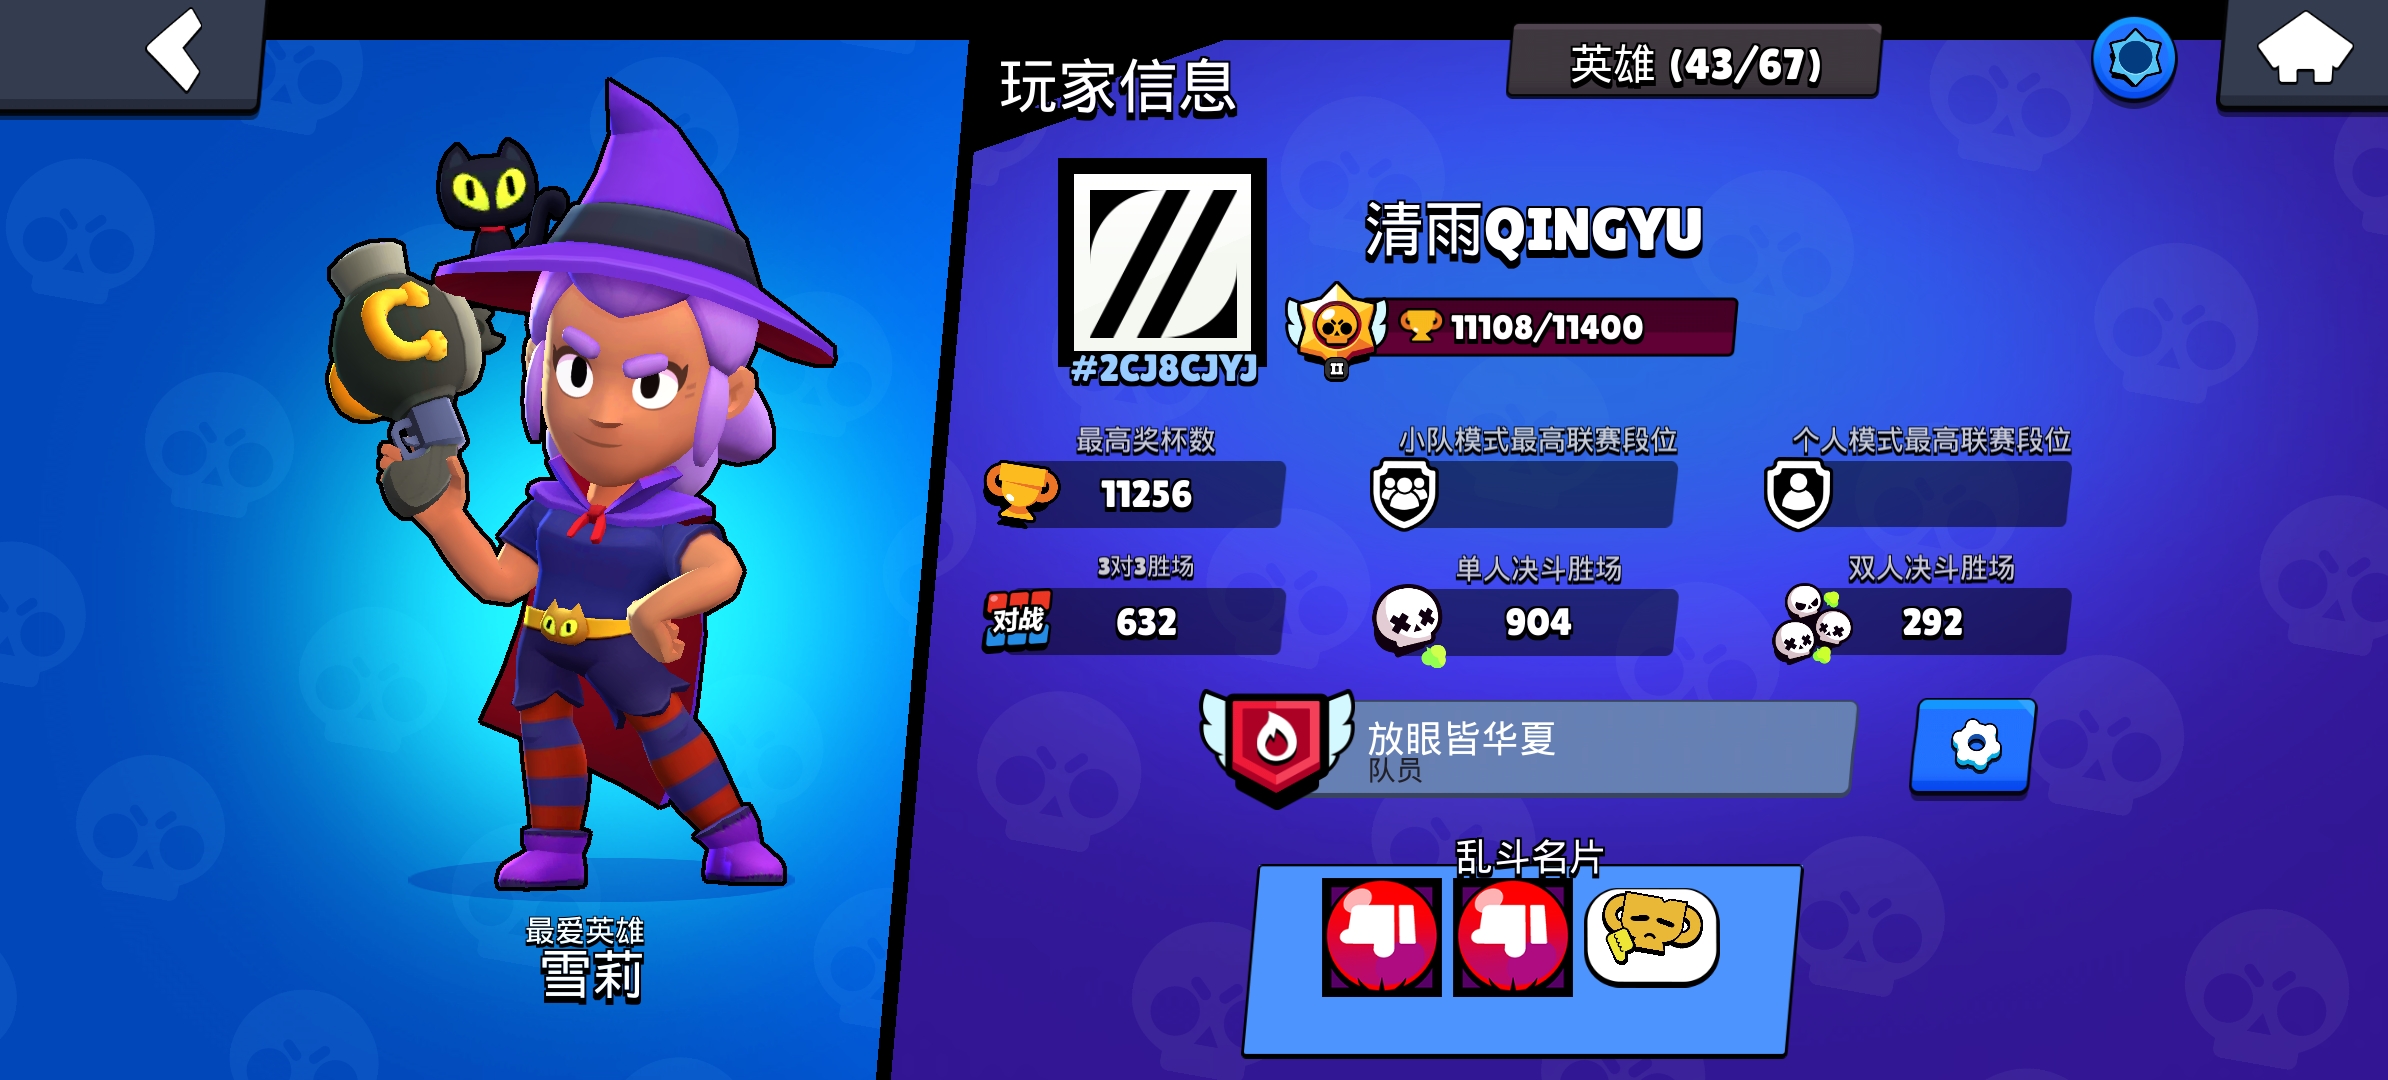 玩家信息
英雄 (43/67)
清雨QINGYU
#2CJ8CJYJ
II
11108/11400
最高奖杯数
11256
小队模式最高联赛段位
个人模式最高联赛段位
3对3胜场
对战
632
单人决斗胜场
904
双人决斗胜场
292
放眼皆华夏
队员
乱斗名片
最爱英雄
雪莉